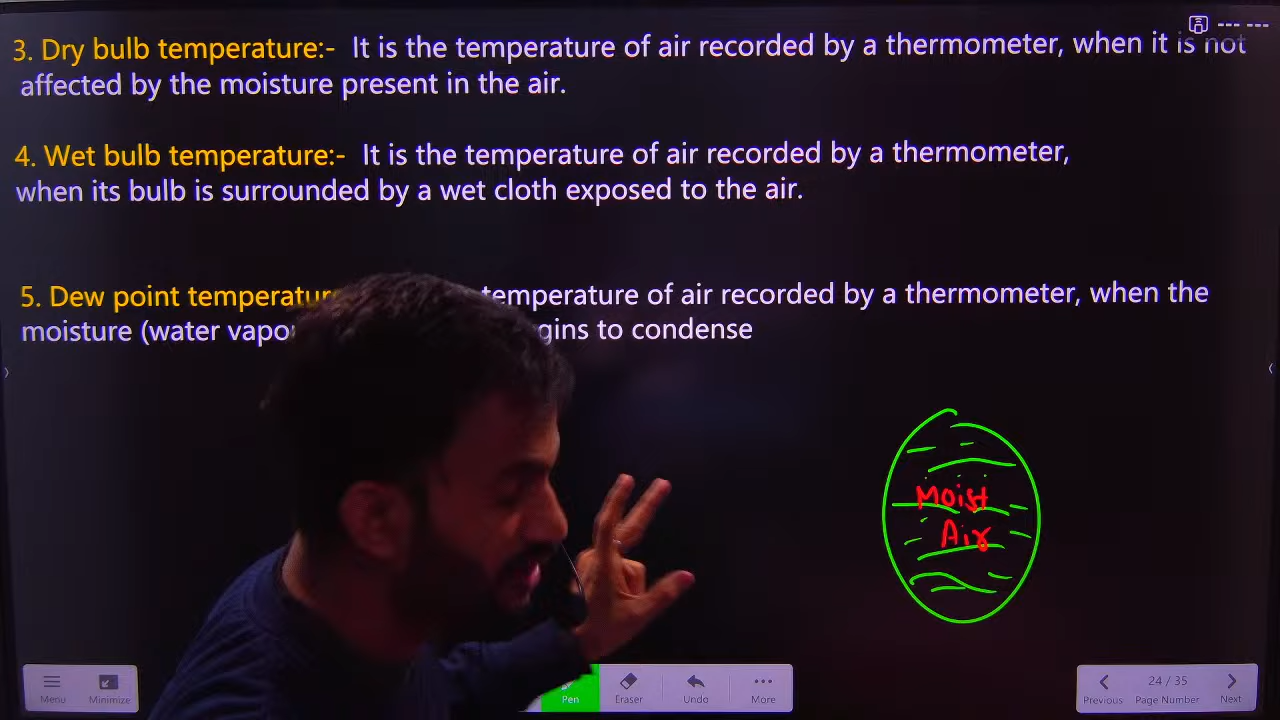 3. Dry bulb temperature:- It is the temperature of air recorded by a thermometer, when it is not
affected by the moisture present in the air.
4. Wet bulb temperature:- It is the temperature of air recorded by a thermometer,
when its bulb is surrounded by a wet cloth exposed to the air.
5. Dew point temperature temperature of air recorded by a thermometer, when the
moisture (water to condense
Moist
Air
Menu Minimize Pen Eraser Undo More Previous 24 / 35 Page Number Next